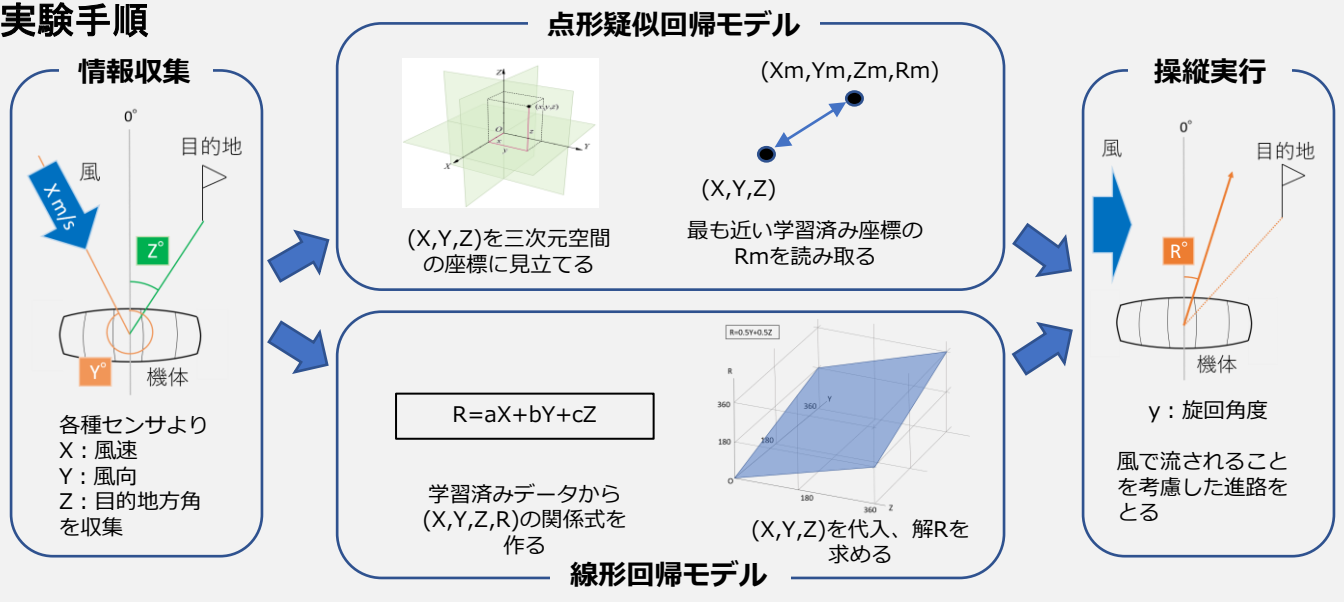 実験手順
情報収集
0°
目的地
風
X m/s
Z°
Y°
機体
各種センサより
X：風速
Y：風向
Z：目的地方角
を収集
点形疑似回帰モデル
Z
(x,y,z)
O
z
x
y
Y
X
(X,Y,Z)を三次元空間
の座標に見立てる
(Xm,Ym,Zm,Rm)
(X,Y,Z)
最も近い学習済み座標の
Rmを読み取る
R=aX+bY+cZ
学習済みデータから
(X,Y,Z,R)の関係式を
作る
R=0.5Y+0.5Z
R
360
180
O
360
Y
180
180
360
Z
(X,Y,Z)を代入、解Rを
求める
線形回帰モデル
操縦実行
0°
風
目的地
R°
機体
y：旋回角度
風で流されること
を考慮した進路を
とる